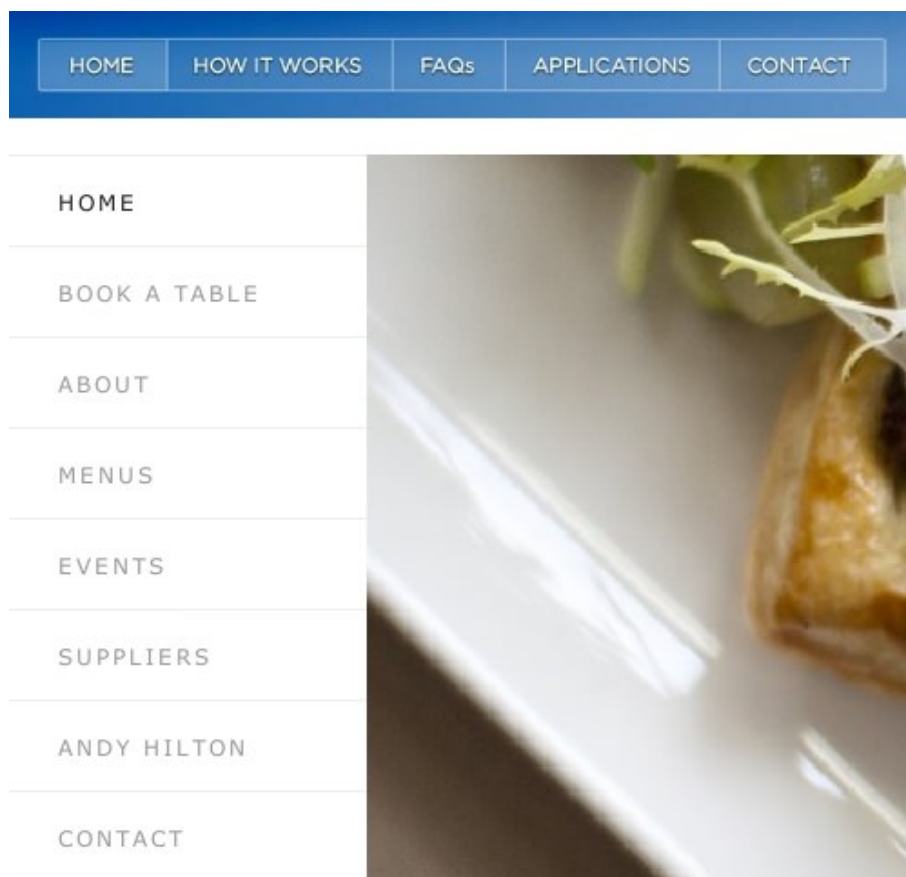 HOME HOW IT WORKS FAQs APPLICATIONS CONTACT
HOME
BOOK A TABLE
ABOUT
MENUS
EVENTS
SUPPLIERS
ANDY HILTON
CONTACT